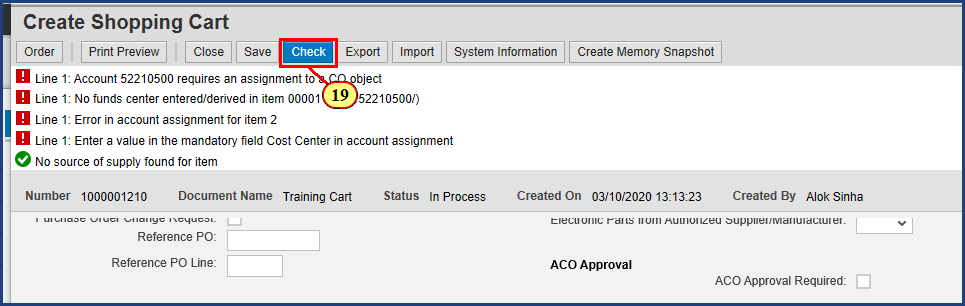 Create Shopping Cart
Order Print Preview Close Save Check Export Import System Information Create Memory Snapshot
Line 1: Account 52210500 requires an assignment to a CO object
19
Line 1: No funds center entered/derived in item 00001 52210500/)
Line 1: Error in account assignment for item 2
Line 1: Enter a value in the mandatory field Cost Center in account assignment
No source of supply found for item
Number 1000001210 Document Name Training Cart Status In Process Created On 03/10/2020 13:13:23 Created By Alok Sinha
Purchase Order Change Request: Electronic Parts from Authorized Supplier/Manufacturer:
Reference PO:
Reference PO Line: ACO Approval
ACO Approval Required: